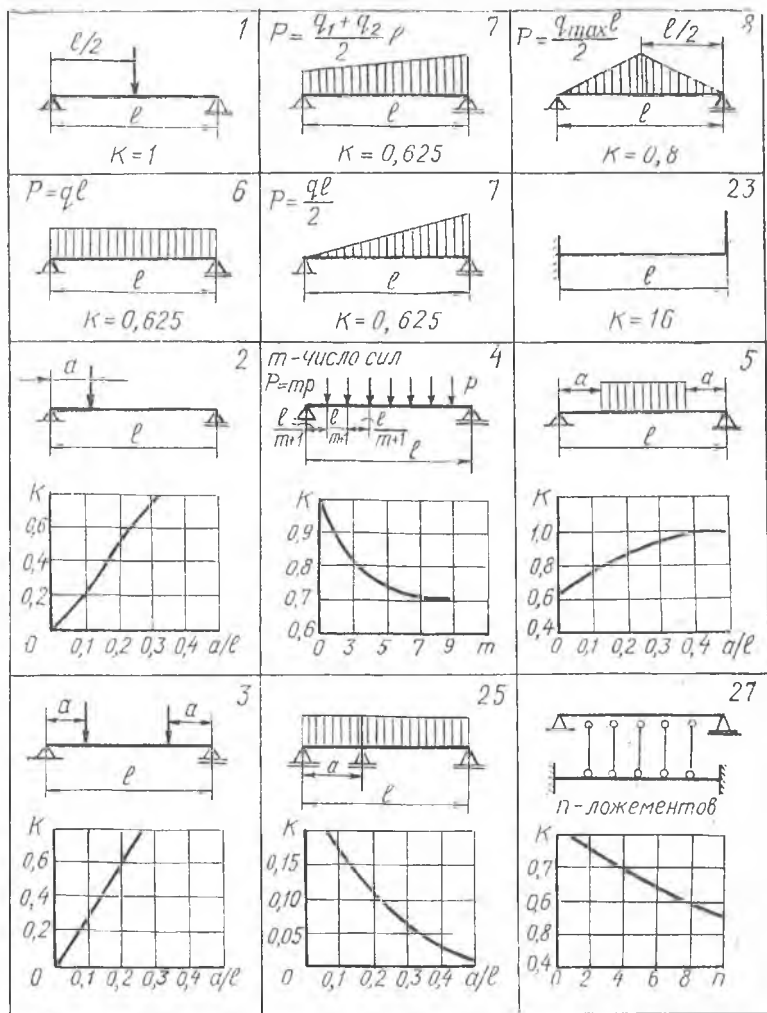 1
l/2
l
K=1
P= (q1+q2)/2 l
7
l
K=0,625
P= qmaxl/2
l/2
8
l
K=0,8
P=ql
6
l
K=0,625
P= ql/2
7
l
K=0,625
23
l
K=16
2
a
l
K
0,6
0,4
0,2
0 0,1 0,2 0,3 0,4 a/l
m-число сил
4
P=mp
p
l/m+1 l/m+1 l/m+1
l
K
0,9
0,8
0,7
0,6
0 3 5 7 9 m
5
a a
l
K
1,0
0,8
0,6
0,4
0 0,1 0,2 0,3 0,4 a/l
3
a a
l
K
0,6
0,4
0,2
0 0,1 0,2 0,3 0,4 a/l
25
a
l
K
0,15
0,10
0,05
0,1 0,2 0,3 0,4 a/l
27
n-ложементов
K
0,7
0,6
0,8
0,4
0 2 4 6 8 n